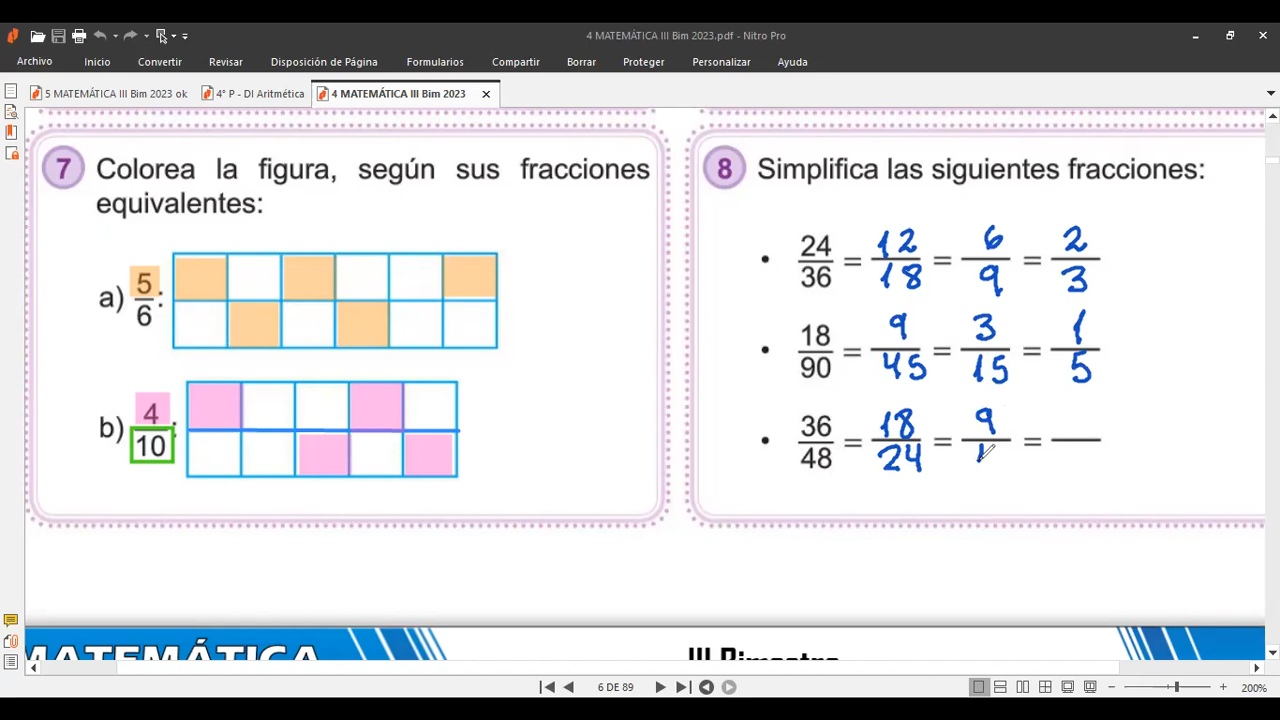 4 MATEMÁTICA III Bim 2023.pdf - Nitro Pro
Archivo Inicio Convertir Revisar Disposición de Página Formularios Compartir Borrar Proteger Personalizar Ayuda
5 MATEMÁTICA III Bim 2023 ok 4° P - DI Aritmética 4 MATEMÁTICA III Bim 2023
7 Colorea la figura, según sus fracciones
equivalentes:
a) 5/6:
b) 4/10:
8 Simplifica las siguientes fracciones:
• 24/36 = 12/18 = 6/9 = 2/3
• 18/90 = 9/45 = 3/15 = 1/5
• 36/48 = 18/24 = 9/1 =
MATEMÁTICA III Bimestre
6 DE 89 200%